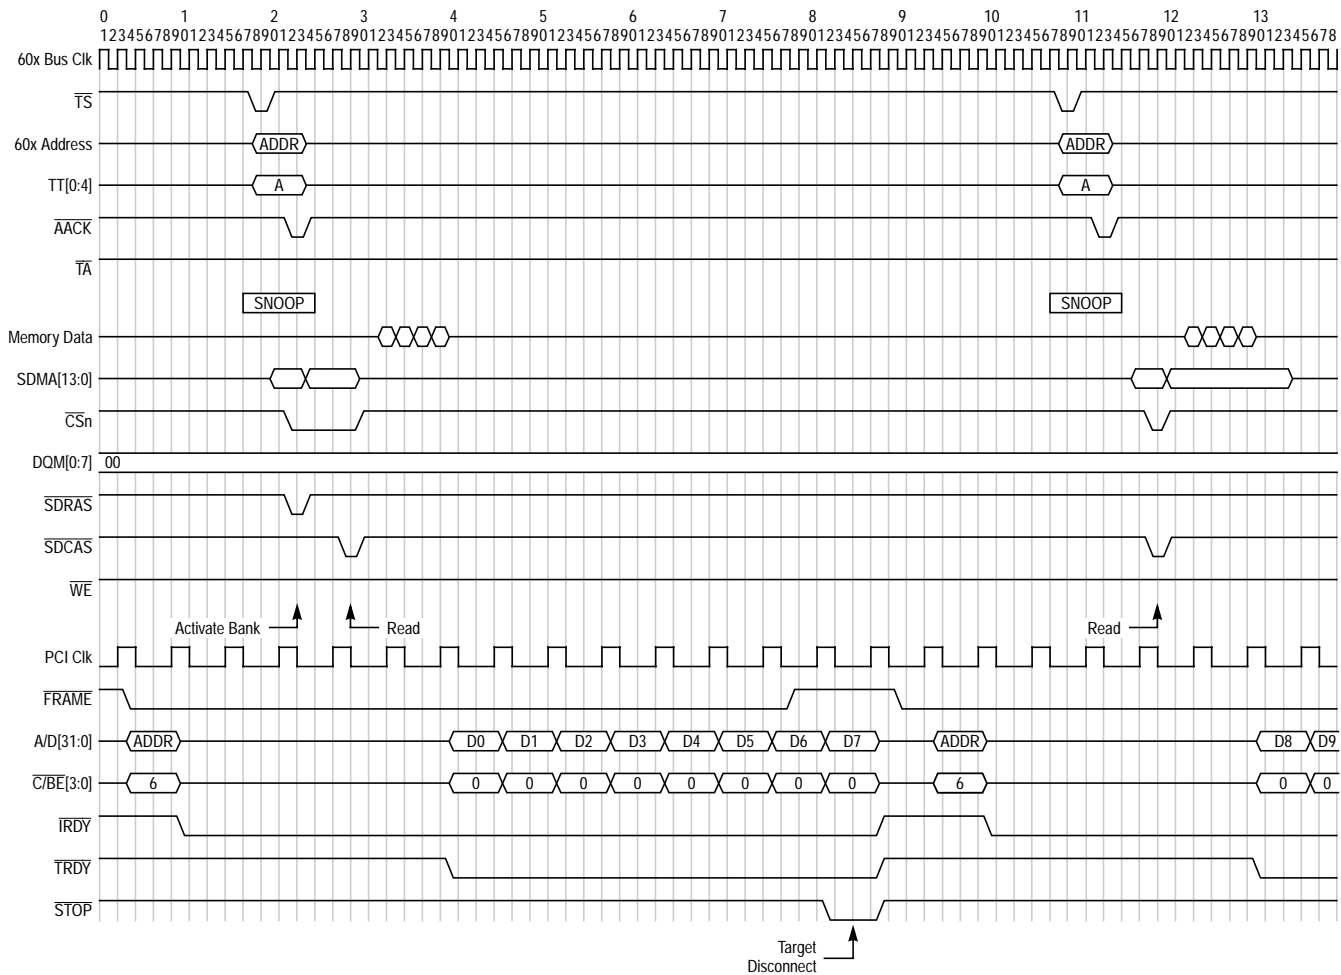 0 1 2 3 4 5 6 7 8 9 10 11 12 13
123456789012345678901234567890123456789012345678901234567890123456789012345678901234567890123456789012345678901234567890123456789012345678
60x Bus Clk
TS
60x Address ADDR ADDR
TT[0:4] A A
AACK
TA
SNOOP SNOOP
Memory Data
SDMA[13:0]
CSn
DQM[0:7] 00
SDRAS
SDCAS
WE
Activate Bank Read Read
PCI Clk
FRAME
A/D[31:0] ADDR D0 D1 D2 D3 D4 D5 D6 D7 ADDR D8 D9
C/BE[3:0] 6 0 0 0 0 0 0 0 0 6 0 0
IRDY
TRDY
STOP
Target
Disconnect